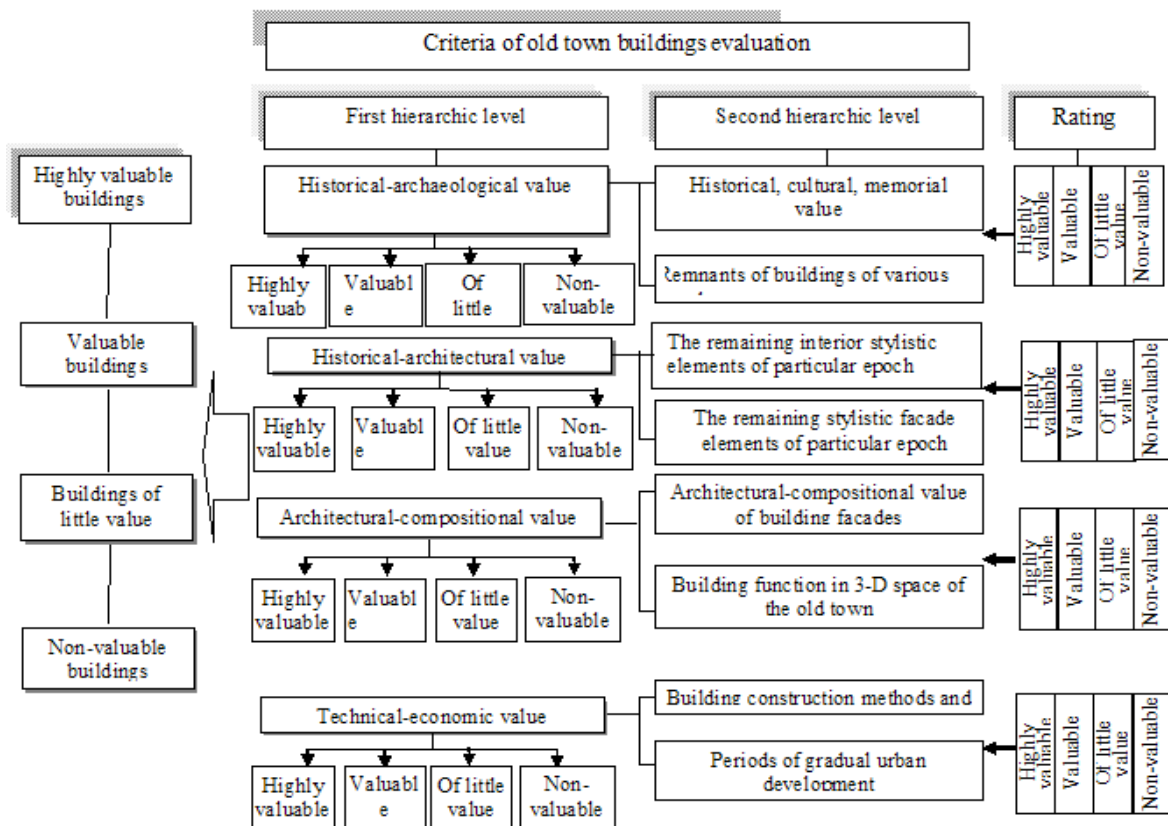 Criteria of old town buildings evaluation
First hierarchic level
Second hierarchic level
Rating
Highly valuable
buildings
Valuable
buildings
Buildings of
little value
Non-valuable
buildings
Historical-archaeological value
Highly
valuab
Valuabl
e
Of
little
Non-
valuable
Historical, cultural, memorial
value
Remnants of buildings of various
Highly
valuable
Valuable
Of little
value
Non-valuable
Historical-architectural value
Highly
valuable
Valuabl
e
Of little
value
Non-
valuable
The remaining interior stylistic
elements of particular epoch
The remaining stylistic facade
elements of particular epoch
Highly
valuable
Valuable
Of little
value
Non-valuable
Architectural-compositional value
Highly
valuable
Valuabl
e
Of little
value
Non-
valuable
Architectural-compositional value
of building facades
Building function in 3-D space of
the old town
Highly
valuable
Valuable
Of little
value
Non-valuable
Technical-economic value
Highly
valuable
Valuabl
e
Of little
value
Non-
valuable
Building construction methods and
Periods of gradual urban
development
Highly
valuable
Valuable
Of little
value
Non-valuable